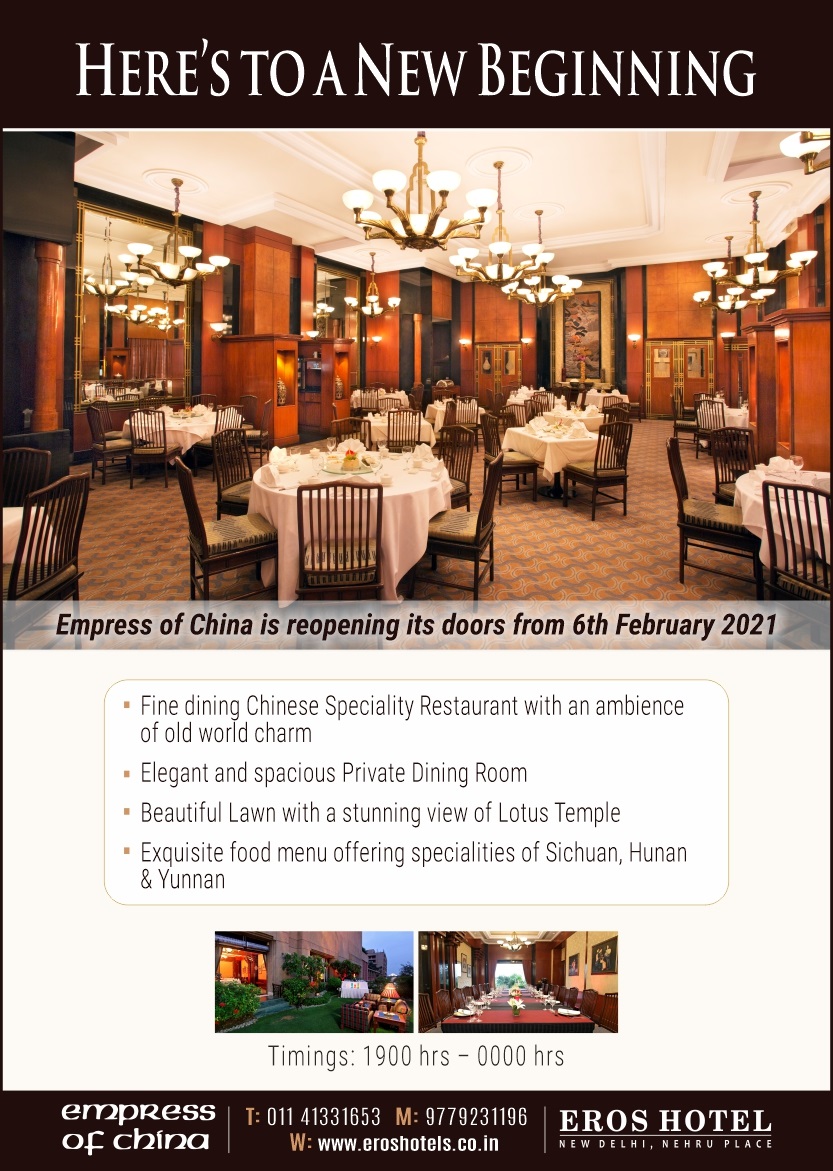 HERE'S TO A NEW BEGINNING
Empress of China is reopening its doors from 6th February 2021
▪ Fine dining Chinese Speciality Restaurant with an ambience
of old world charm
▪ Elegant and spacious Private Dining Room
▪ Beautiful Lawn with a stunning view of Lotus Temple
▪ Exquisite food menu offering specialities of Sichuan, Hunan
& Yunnan
Timings: 1900 hrs – 0000 hrs
empress
of china
T: 011 41331653 M: 9779231196
W: www.eroshotels.co.in
EROS HOTEL
NEW DELHI, NEHRU PLACE